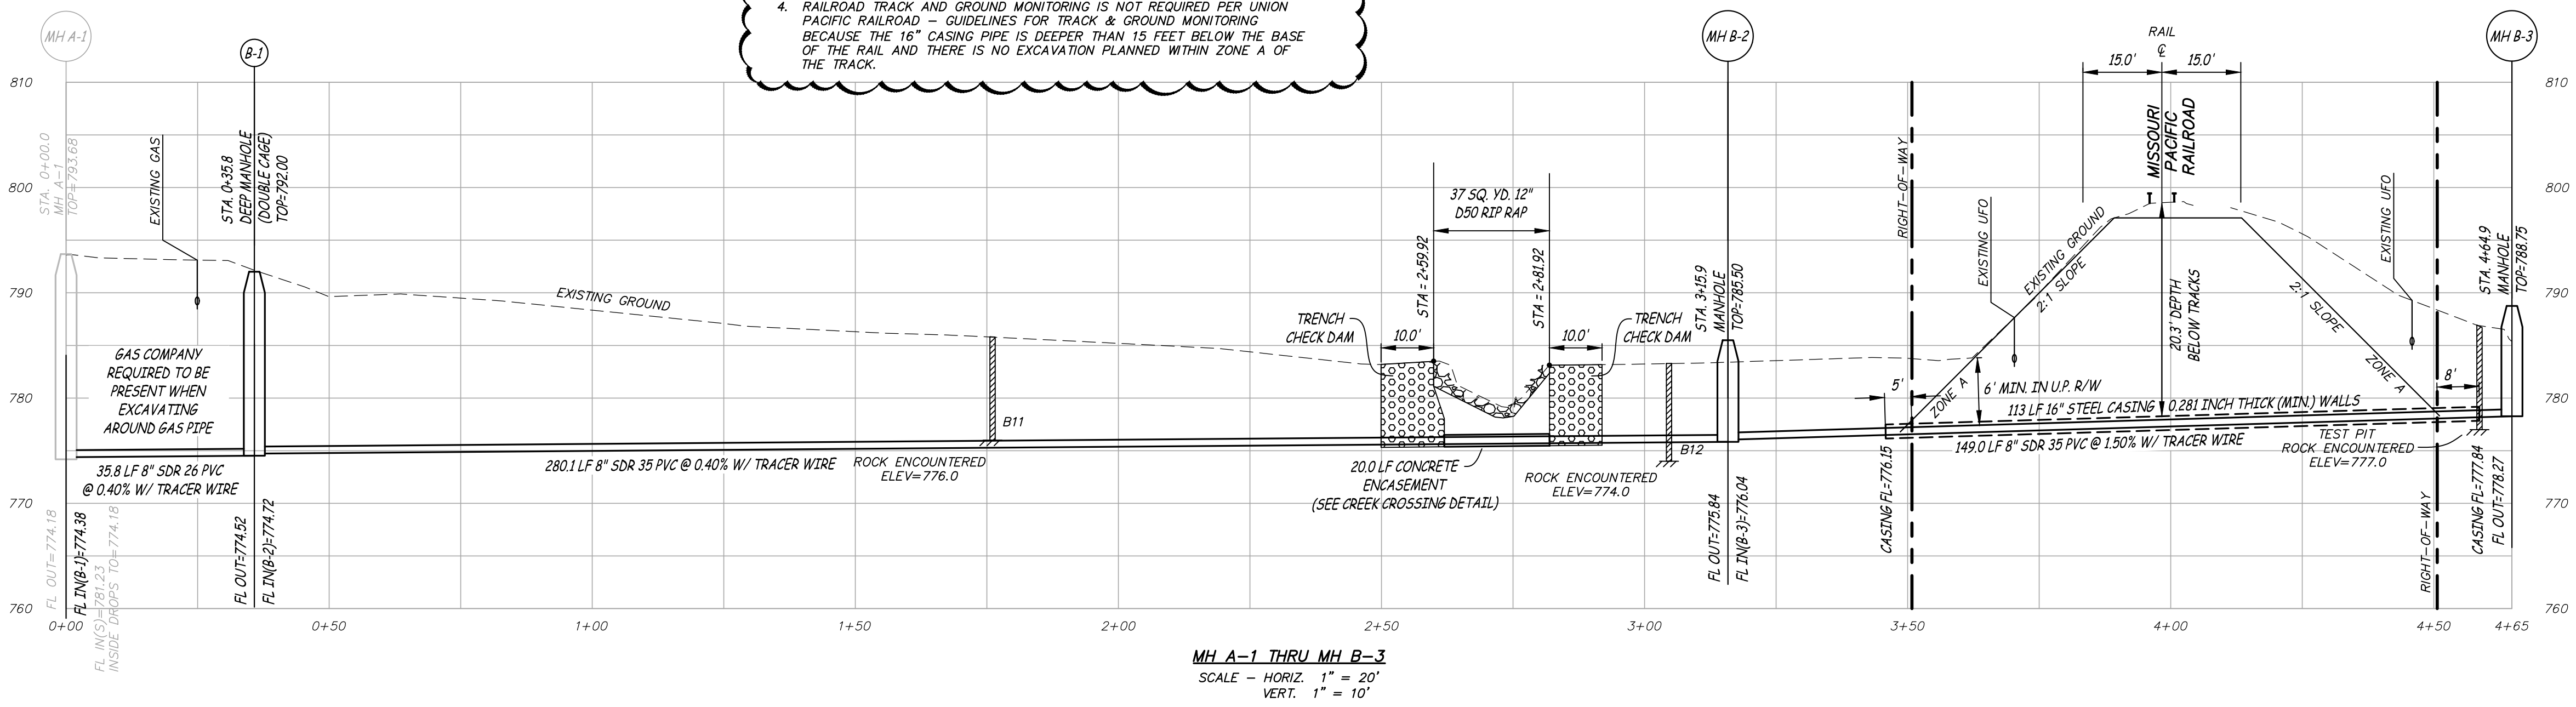 4. RAILROAD TRACK AND GROUND MONITORING IS NOT REQUIRED PER UNION
PACIFIC RAILROAD – GUIDELINES FOR TRACK & GROUND MONITORING
BECAUSE THE 16" CASING PIPE IS DEEPER THAN 15 FEET BELOW THE BASE
OF THE RAIL AND THERE IS NO EXCAVATION PLANNED WITHIN ZONE A OF
THE TRACK.
MH A-1
B-1
MH B-2
MH B-3
RAIL
℄
15.0'
15.0'
810
800
790
780
770
760
810
800
790
780
770
760
STA. 0+00.0
MH A-1
TOP=793.68
EXISTING GAS
STA. 0+35.8
DEEP MANHOLE
(DOUBLE CAGE)
TOP=792.00
GAS COMPANY
REQUIRED TO BE
PRESENT WHEN
EXCAVATING
AROUND GAS PIPE
35.8 LF 8" SDR 26 PVC
@ 0.40% W/ TRACER WIRE
FL OUT=774.18
FL IN(B-1)=774.38
FL IN(S)=781.23
INSIDE DROPS TO=774.18
FL OUT=774.52
FL IN(B-2)=774.72
EXISTING GROUND
280.1 LF 8" SDR 35 PVC @ 0.40% W/ TRACER WIRE
B11
ROCK ENCOUNTERED
ELEV=776.0
37 SQ. YD. 12"
D50 RIP RAP
STA = 2+59.92
STA = 2+81.92
TRENCH
CHECK DAM
10.0'
10.0'
TRENCH
CHECK DAM
20.0 LF CONCRETE
ENCASEMENT
(SEE CREEK CROSSING DETAIL)
B12
ROCK ENCOUNTERED
ELEV=774.0
STA. 3+15.9
MANHOLE
TOP=785.50
FL OUT=775.84
FL IN(B-3)=776.04
RIGHT-OF-WAY
5'
ZONE A
CASING FL=776.15
6' MIN. IN U.P. R/W
113 LF 16" STEEL CASING - 0.281 INCH THICK (MIN.) WALLS
149.0 LF 8" SDR 35 PVC @ 1.50% W/ TRACER WIRE
EXISTING UFO
EXISTING GROUND
2:1 SLOPE
MISSOURI
PACIFIC
RAILROAD
20.3' DEPTH
BELOW TRACKS
2:1 SLOPE
ZONE A
EXISTING UFO
8'
TEST PIT
ROCK ENCOUNTERED
ELEV=777.0
RIGHT-OF-WAY
STA. 4+64.9
MANHOLE
TOP=788.75
CASING FL=777.84
FL OUT=778.27
0+00
0+50
1+00
1+50
2+00
2+50
3+00
3+50
4+00
4+50
4+65
MH A-1 THRU MH B-3
SCALE – HORIZ. 1" = 20'
VERT. 1" = 10'